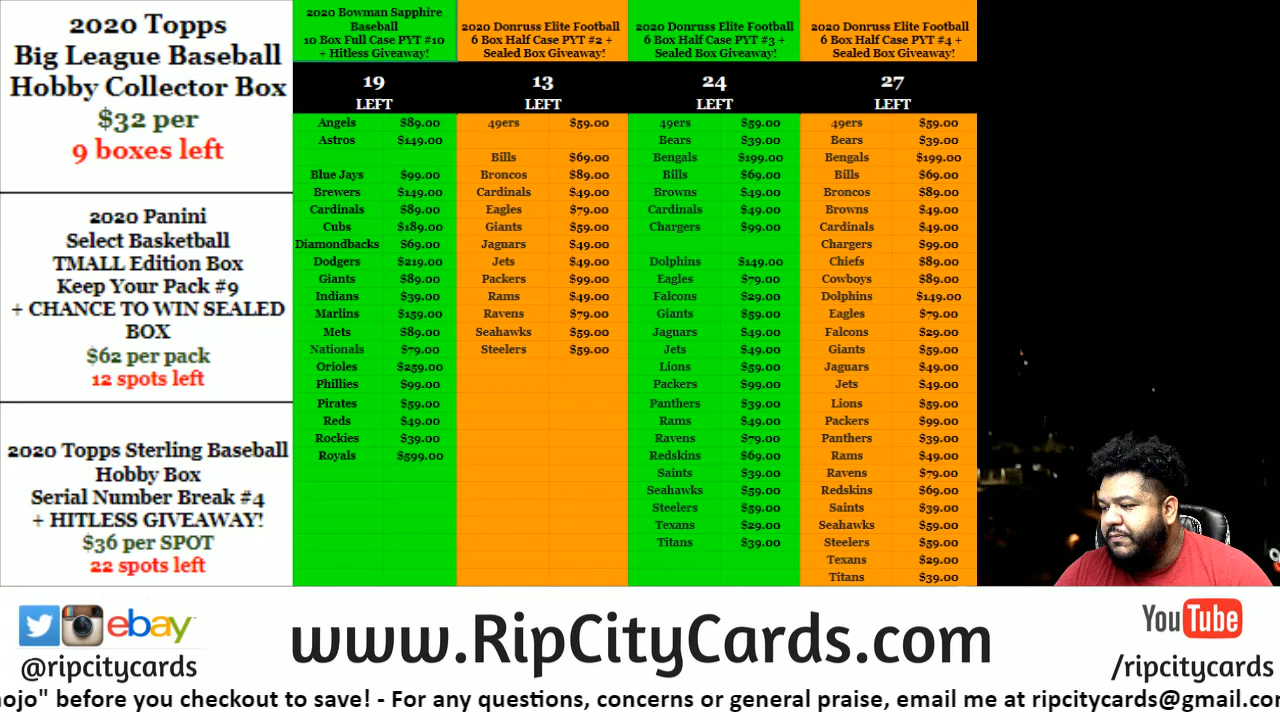 2020 Topps
Big League Baseball
Hobby Collector Box
$32 per
9 boxes left
2020 Panini
Select Basketball
TMALL Edition Box
Keep Your Pack #9
+ CHANCE TO WIN SEALED
BOX
$62 per pack
12 spots left
2020 Topps Sterling Baseball
Hobby Box
Serial Number Break #4
+ HITLESS GIVEAWAY!
$36 per SPOT
22 spots left
2020 Bowman Sapphire
Baseball
10 Box Full Case PYT #10
+ Hitless Giveaway!
19
LEFT
Angels $89.00
Astros $149.00
Blue Jays $99.00
Brewers $149.00
Cardinals $89.00
Cubs $189.00
Diamondbacks $69.00
Dodgers $219.00
Giants $89.00
Indians $39.00
Marlins $159.00
Mets $89.00
Nationals $79.00
Orioles $259.00
Phillies $99.00
Pirates $59.00
Reds $49.00
Rockies $39.00
Royals $599.00
2020 Donruss Elite Football
6 Box Half Case PYT #2 +
Sealed Box Giveaway!
13
LEFT
49ers $59.00
Bills $69.00
Broncos $89.00
Cardinals $49.00
Eagles $79.00
Giants $59.00
Jaguars $49.00
Jets $49.00
Packers $99.00
Rams $49.00
Ravens $79.00
Seahawks $59.00
Steelers $59.00
2020 Donruss Elite Football
6 Box Half Case PYT #3 +
Sealed Box Giveaway!
24
LEFT
49ers $59.00
Bears $39.00
Bengals $199.00
Bills $69.00
Browns $49.00
Cardinals $49.00
Chargers $99.00
Dolphins $149.00
Eagles $79.00
Falcons $29.00
Giants $59.00
Jaguars $49.00
Jets $49.00
Lions $59.00
Packers $99.00
Panthers $39.00
Rams $49.00
Ravens $79.00
Redskins $69.00
Saints $39.00
Seahawks $59.00
Steelers $59.00
Texans $29.00
Titans $39.00
2020 Donruss Elite Football
6 Box Half Case PYT #4 +
Sealed Box Giveaway!
27
LEFT
49ers $59.00
Bears $39.00
Bengals $199.00
Bills $69.00
Broncos $89.00
Browns $49.00
Cardinals $49.00
Chargers $99.00
Chiefs $89.00
Cowboys $89.00
Dolphins $149.00
Eagles $79.00
Falcons $29.00
Giants $59.00
Jaguars $49.00
Jets $49.00
Lions $59.00
Packers $99.00
Panthers $39.00
Rams $49.00
Ravens $79.00
Redskins $69.00
Saints $39.00
Seahawks $59.00
Steelers $59.00
Texans $29.00
Titans $39.00
ebay
@ripcitycards
www.RipCityCards.com
YouTube
/ripcitycards
nojo" before you checkout to save! - For any questions, concerns or general praise, email me at ripcitycards@gmail.co